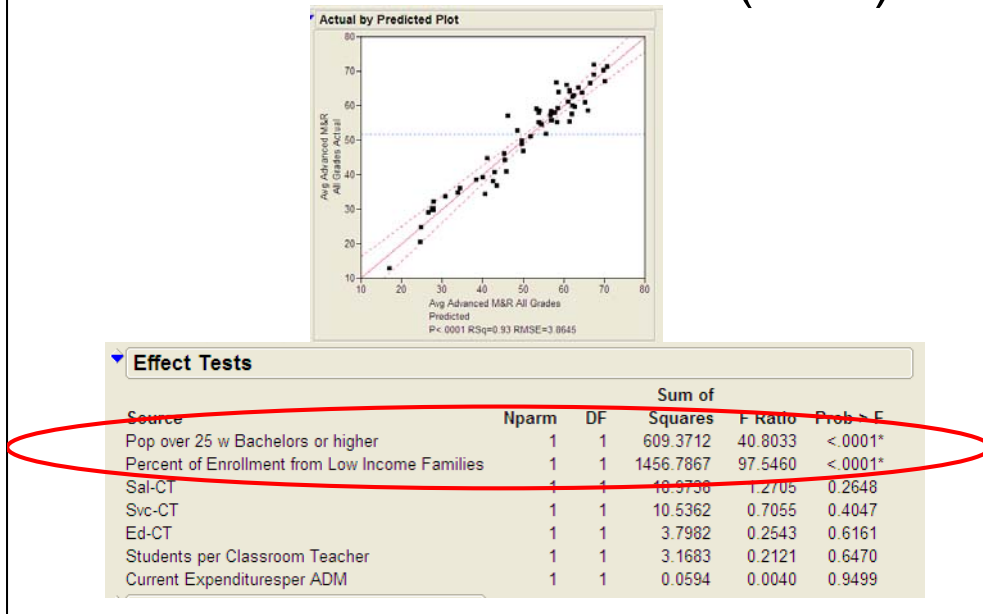 Actual by Predicted Plot
80
70
60
50
40
30
20
10
Avg Advanced M&R
All Grades Actual
10 20 30 40 50 60 70 80
Avg Advanced M&R All Grades
Predicted
P<.0001 RSq=0.93 RMSE=3.8645
Effect Tests
Sum of
Source Nparm DF Squares F Ratio Prob > F
Pop over 25 w Bachelors or higher 1 1 609.3712 40.8033 <.0001*
Percent of Enrollment from Low Income Families 1 1 1456.7867 97.5460 <.0001*
Sal-CT 1 1 18.9738 1.2705 0.2648
Svc-CT 1 1 10.5362 0.7055 0.4047
Ed-CT 1 1 3.7982 0.2543 0.6161
Students per Classroom Teacher 1 1 3.1683 0.2121 0.6470
Current Expendituresper ADM 1 1 0.0594 0.0040 0.9499